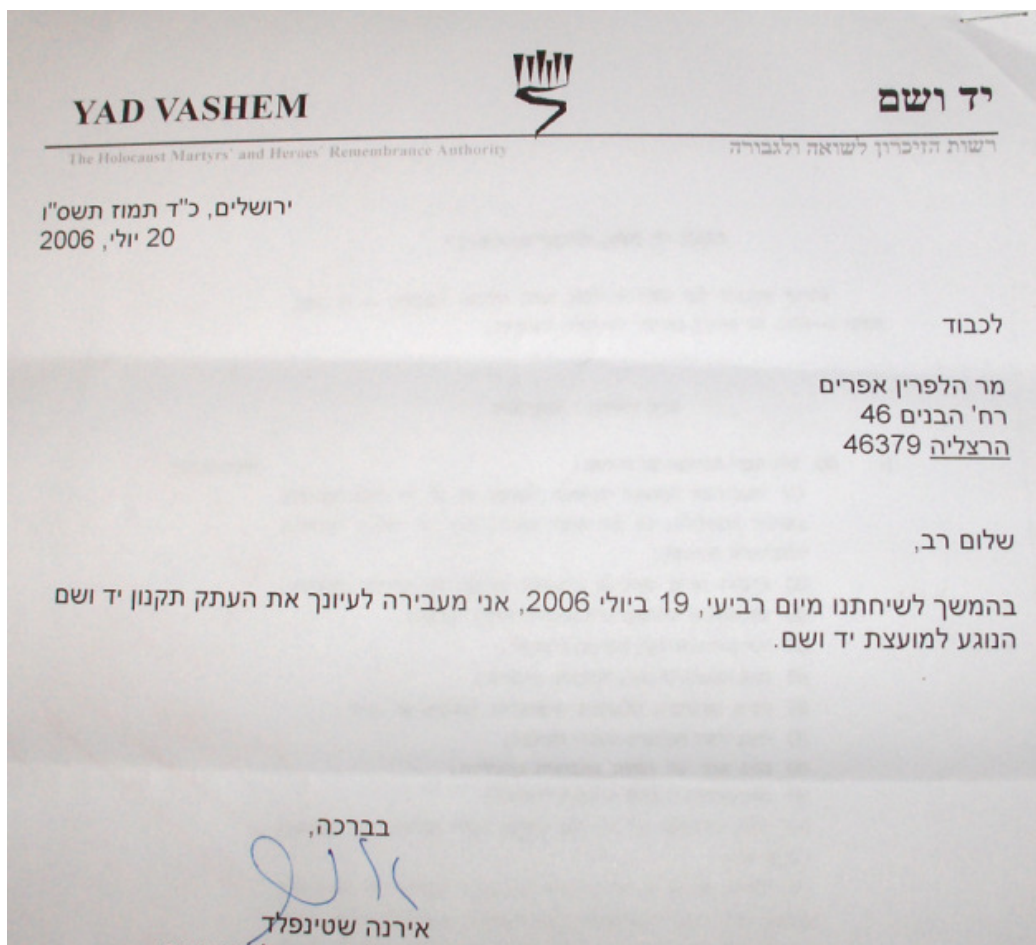 YAD VASHEM
יד ושם
The Holocaust Martyrs' and Heroes' Remembrance Authority
רשות הזיכרון לשואה ולגבורה
ירושלים, כ"ד תמוז תשס"ו
20 יולי, 2006
לכבוד
מר הלפרין אפרים
רח' הבנים 46
הרצליה 46379
שלום רב,
בהמשך לשיחתנו מיום רביעי, 19 ביולי 2006, אני מעבירה לעיונך את העתק תקנון יד ושם
הנוגע למועצת יד ושם.
בברכה,
אירנה שטינפלד